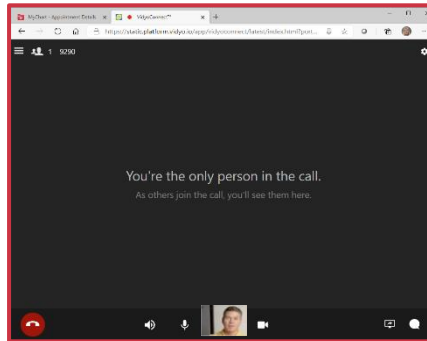 MyChart - Appointment Details
VidyoConnect™
https://static.platform.vidyo.io/app/vidyoconnect/latest/index.html?port...
1 9290
You're the only person in the call.
As others join the call, you'll see them here.